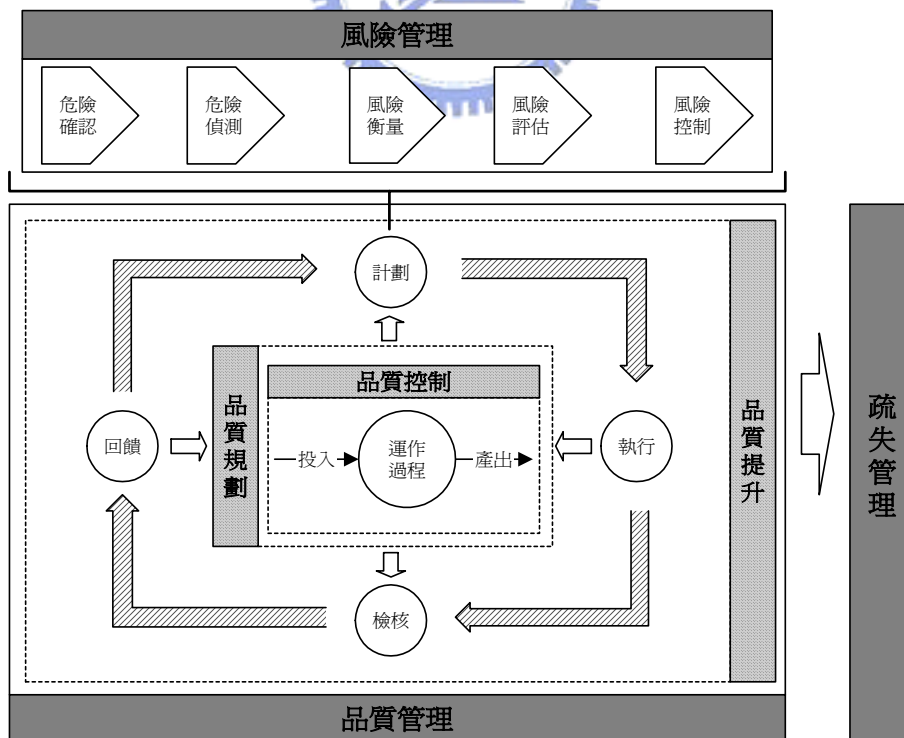 風險管理
危險
確認
危險
偵測
風險
衡量
風險
評估
風險
控制
計劃
品質控制
品質規劃
回饋
投入
運作
過程
產出
執行
品質提升
疏失管理
檢核
品質管理